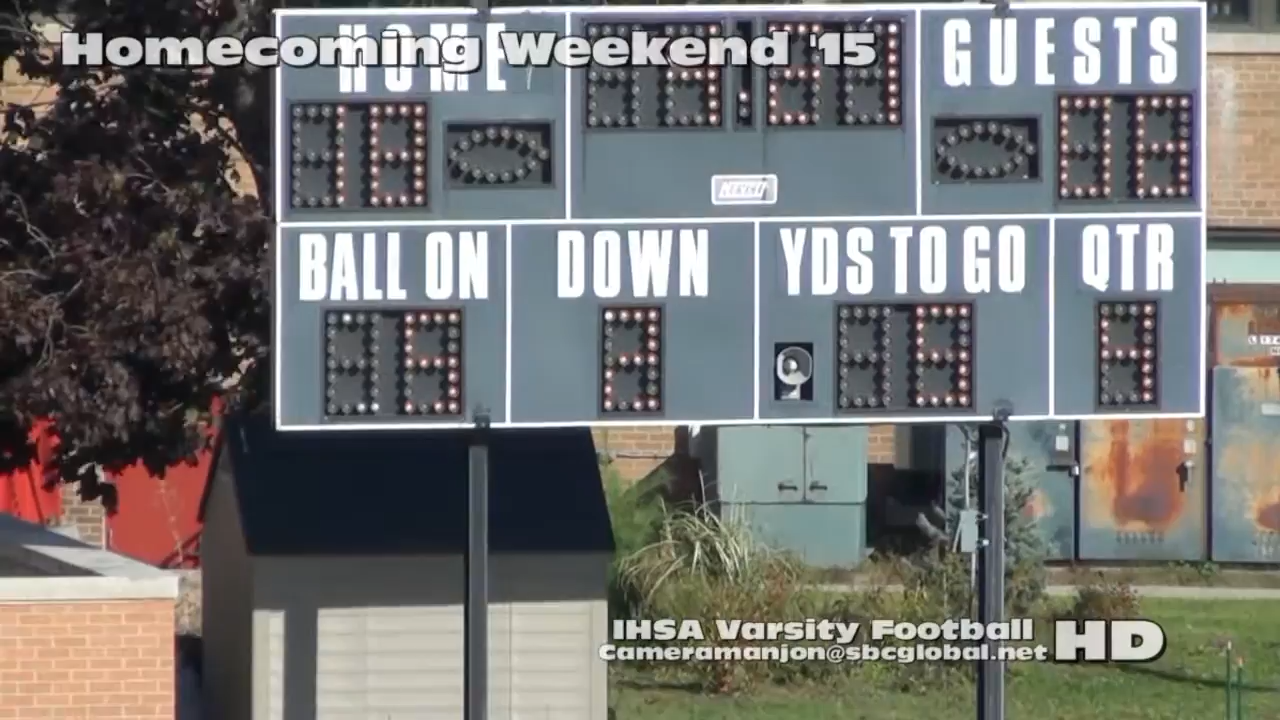 Homecoming Weekend '15
HOME
GUESTS
BALL ON
DOWN
YDS TO GO
QTR
IHSA Varsity Football
HD
Cameramanjon@sbcglobal.net